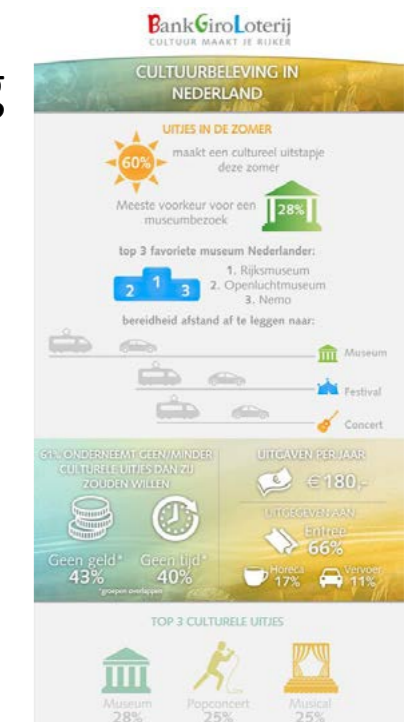 g
BankGiroLoterij
CULTUUR MAAKT JE RIJKER
CULTUURBELEVING IN
NEDERLAND
UITJES IN DE ZOMER
60%
maakt een cultureel uitstapje
deze zomer
Meeste voorkeur voor een
museumbezoek
28%
top 3 favoriete museum Nederlander:
2 1 3
1. Rijksmuseum
2. Openluchtmuseum
3. Nemo
bereidheid afstand af te leggen naar:
Museum
Festival
Concert
61% ONDERNEEMT GEEN/MINDER
CULTURELE UITJES DAN ZIJ
ZOUDEN WILLEN
Geen geld*
43%
Geen tijd*
40%
*groepen overlappen
UITGAVEN PER JAAR
€180,-
UITGEGEVEN AAN
Entree
66%
Horeca
17%
Vervoer
11%
TOP 3 CULTURELE UITJES
Museum
28%
Popconcert
25%
Musical
25%